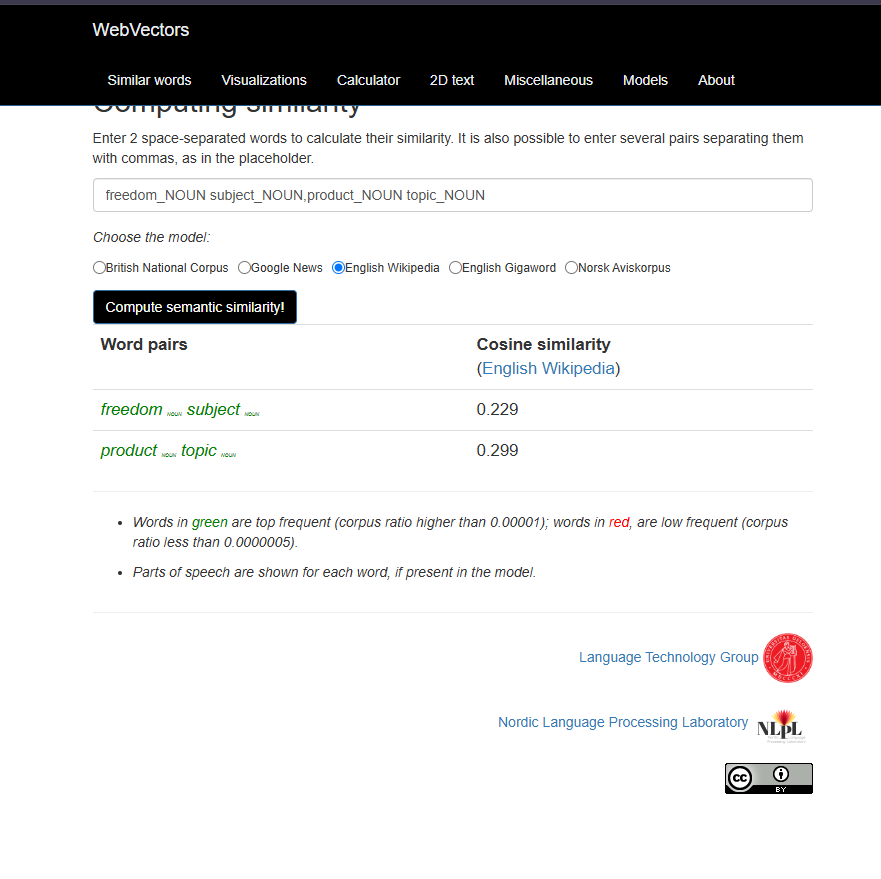 WebVectors
Similar words Visualizations Calculator 2D text Miscellaneous Models About
Computing similarity
Enter 2 space-separated words to calculate their similarity. It is also possible to enter several pairs separating them
with commas, as in the placeholder.
freedom_NOUN subject_NOUN,product_NOUN topic_NOUN
Choose the model:
British National Corpus Google News English Wikipedia English Gigaword Norsk Aviskorpus
Compute semantic similarity!
Word pairs Cosine similarity
(English Wikipedia)
freedom NOUN subject NOUN 0.229
product NOUN topic NOUN 0.299
• Words in green are top frequent (corpus ratio higher than 0.00001); words in red, are low frequent (corpus
ratio less than 0.0000005).
• Parts of speech are shown for each word, if present in the model.
Language Technology Group
Nordic Language Processing Laboratory NLPL
cc BY